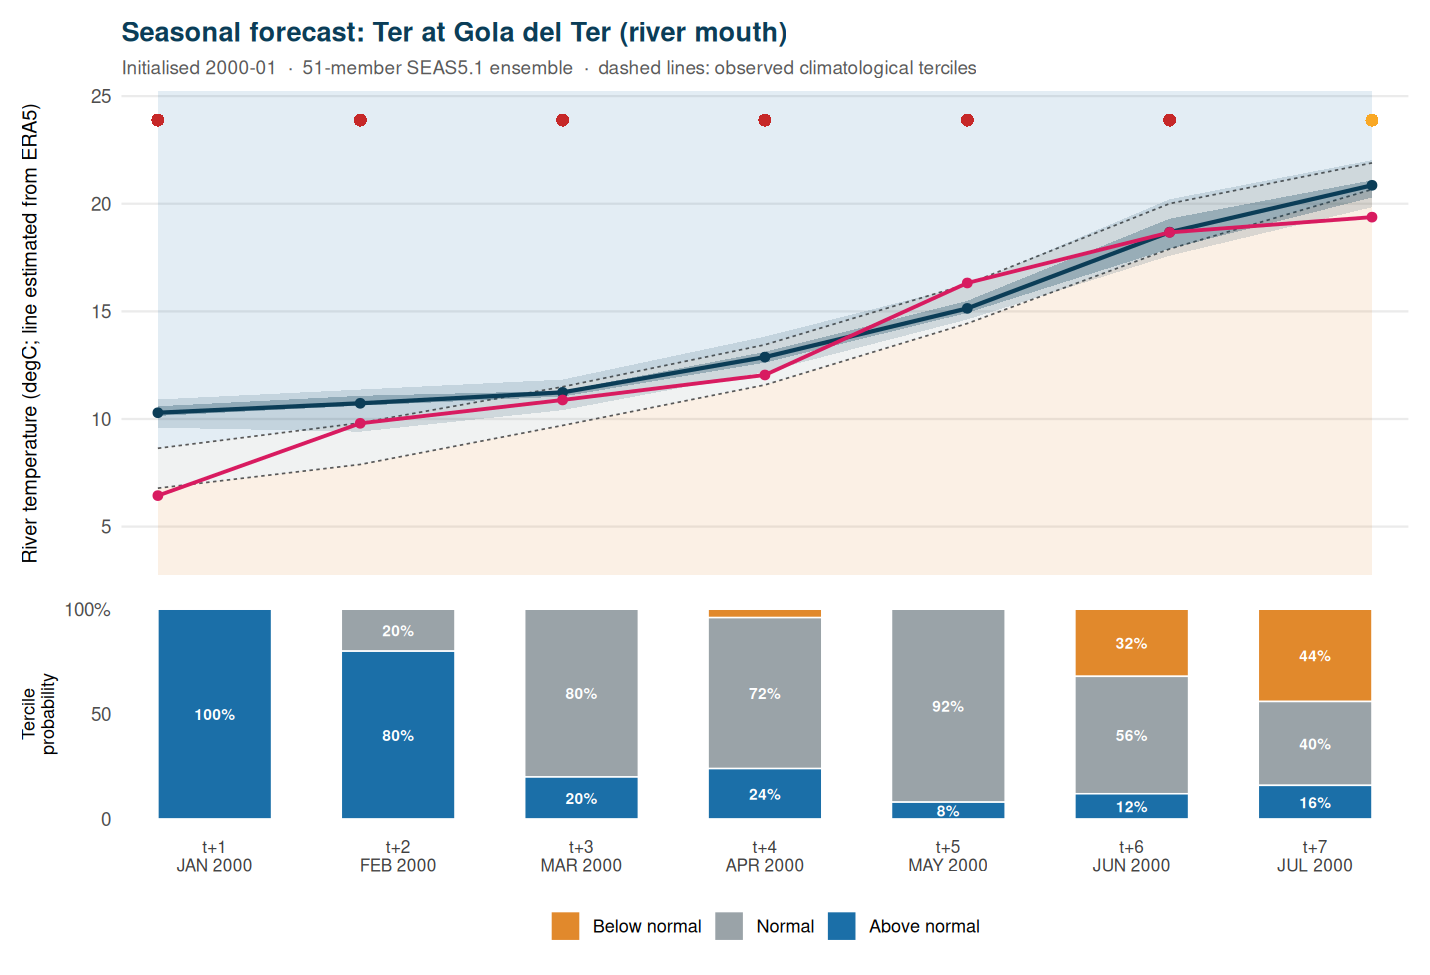 Seasonal forecast: Ter at Gola del Ter (river mouth)
Initialised 2000-01 · 51-member SEAS5.1 ensemble · dashed lines: observed climatological terciles
River temperature (degC; line estimated from ERA5)
25
20
15
10
5
Tercile
probability
100%
50
0
100%
20%
80%
80%
20%
72%
24%
92%
8%
32%
56%
12%
44%
40%
16%
t+1
JAN 2000
t+2
FEB 2000
t+3
MAR 2000
t+4
APR 2000
t+5
MAY 2000
t+6
JUN 2000
t+7
JUL 2000
Below normal
Normal
Above normal